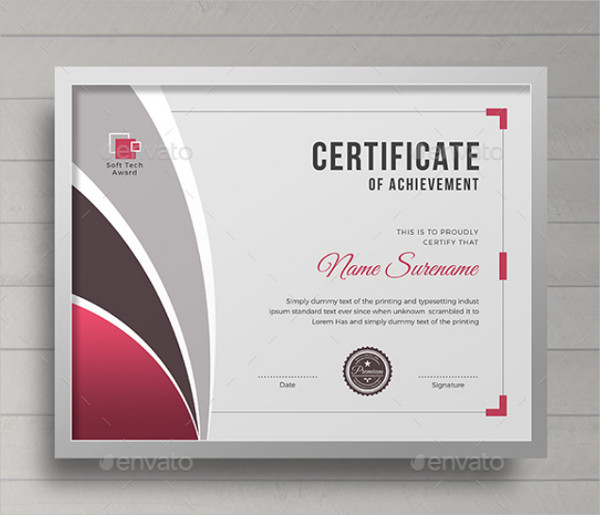 Soft Tech
Award
CERTIFICATE
OF ACHIEVEMENT
THIS IS TO PROUDLY
CERTIFY THAT
Name Surename
Simply dummy text of the printing and typesetting indust
ipsum standard text ever since when unknown scrambled it to
Lorem Has and simply dummy text of the printing
Premium
Date
Signature
envato
envato
envato
envato